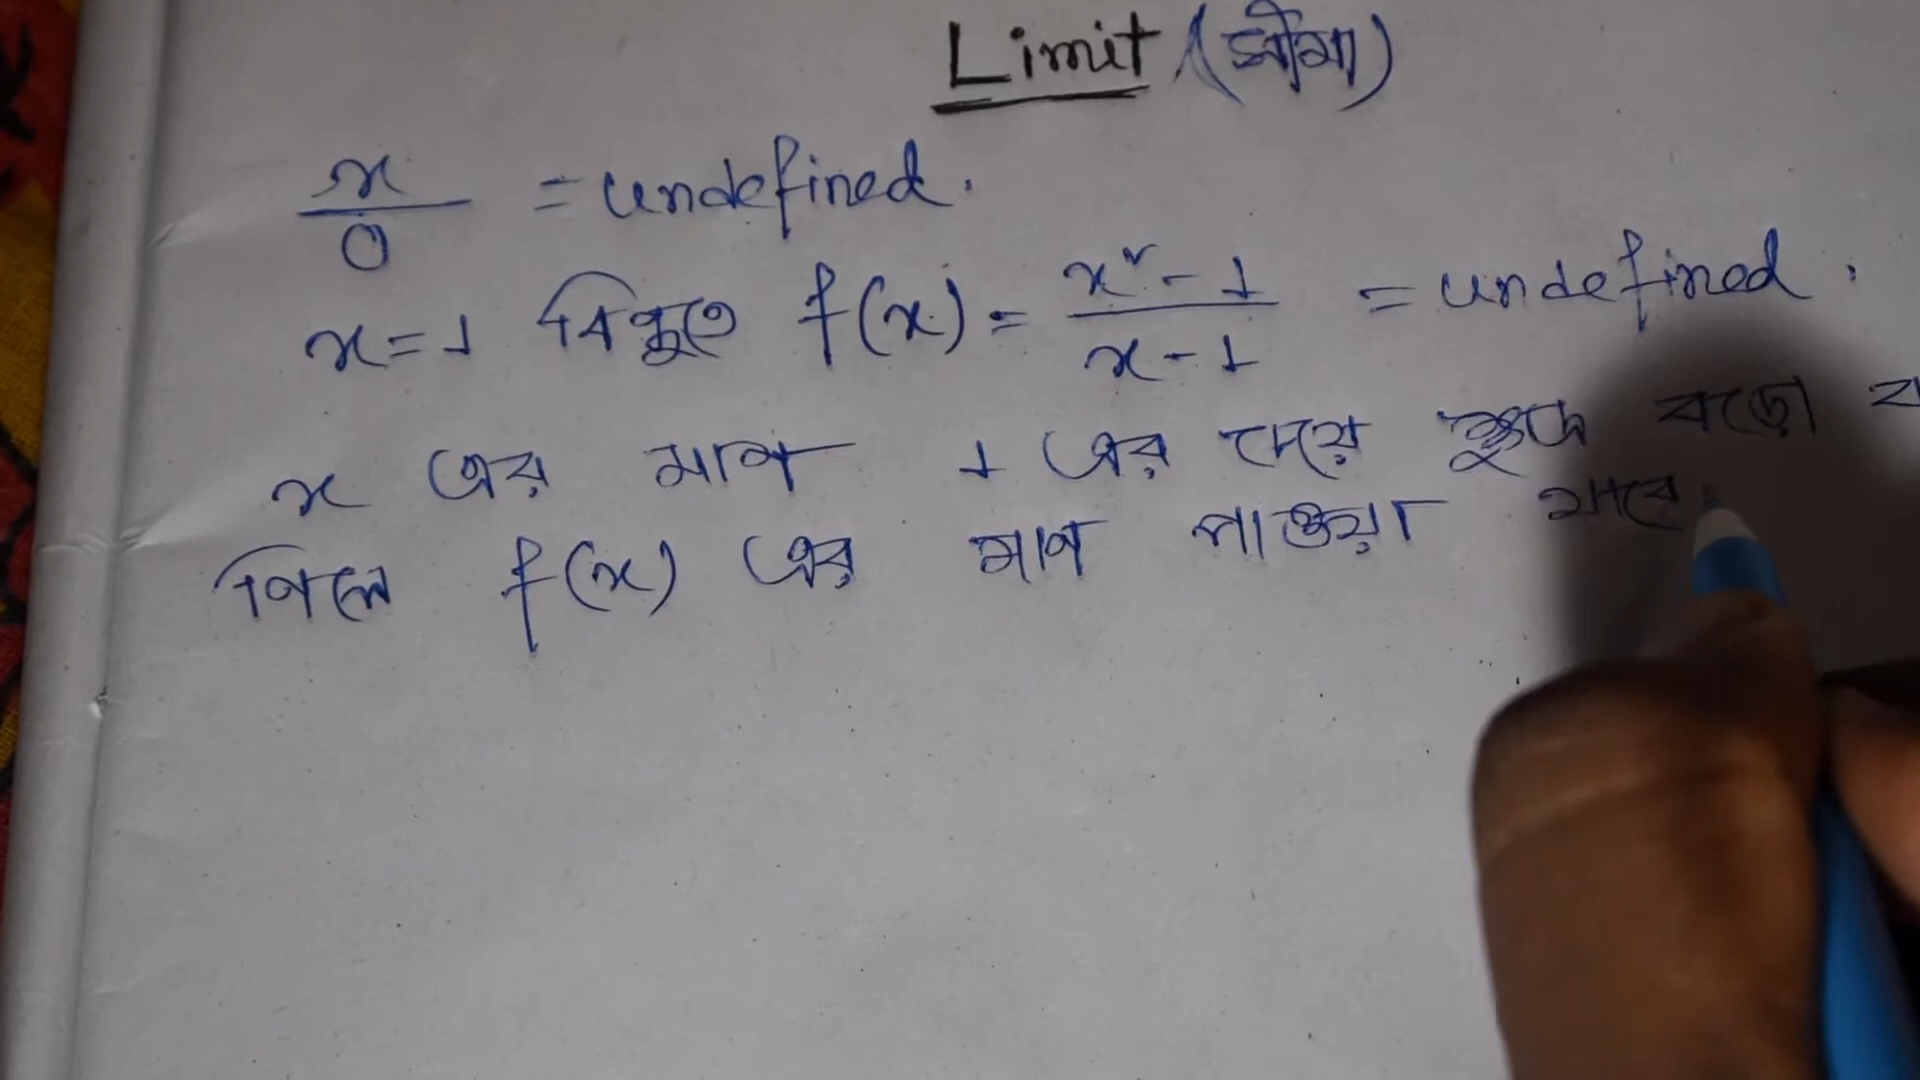 Limit (সীমা)
x/0 = undefined.
x=1 বিন্দুতে f(x) = x²-1/x-1 = undefined.
x এর মান 1 এর চেয়ে বড়ো
নিলে f(x) এর মান পাওয়া যাবে